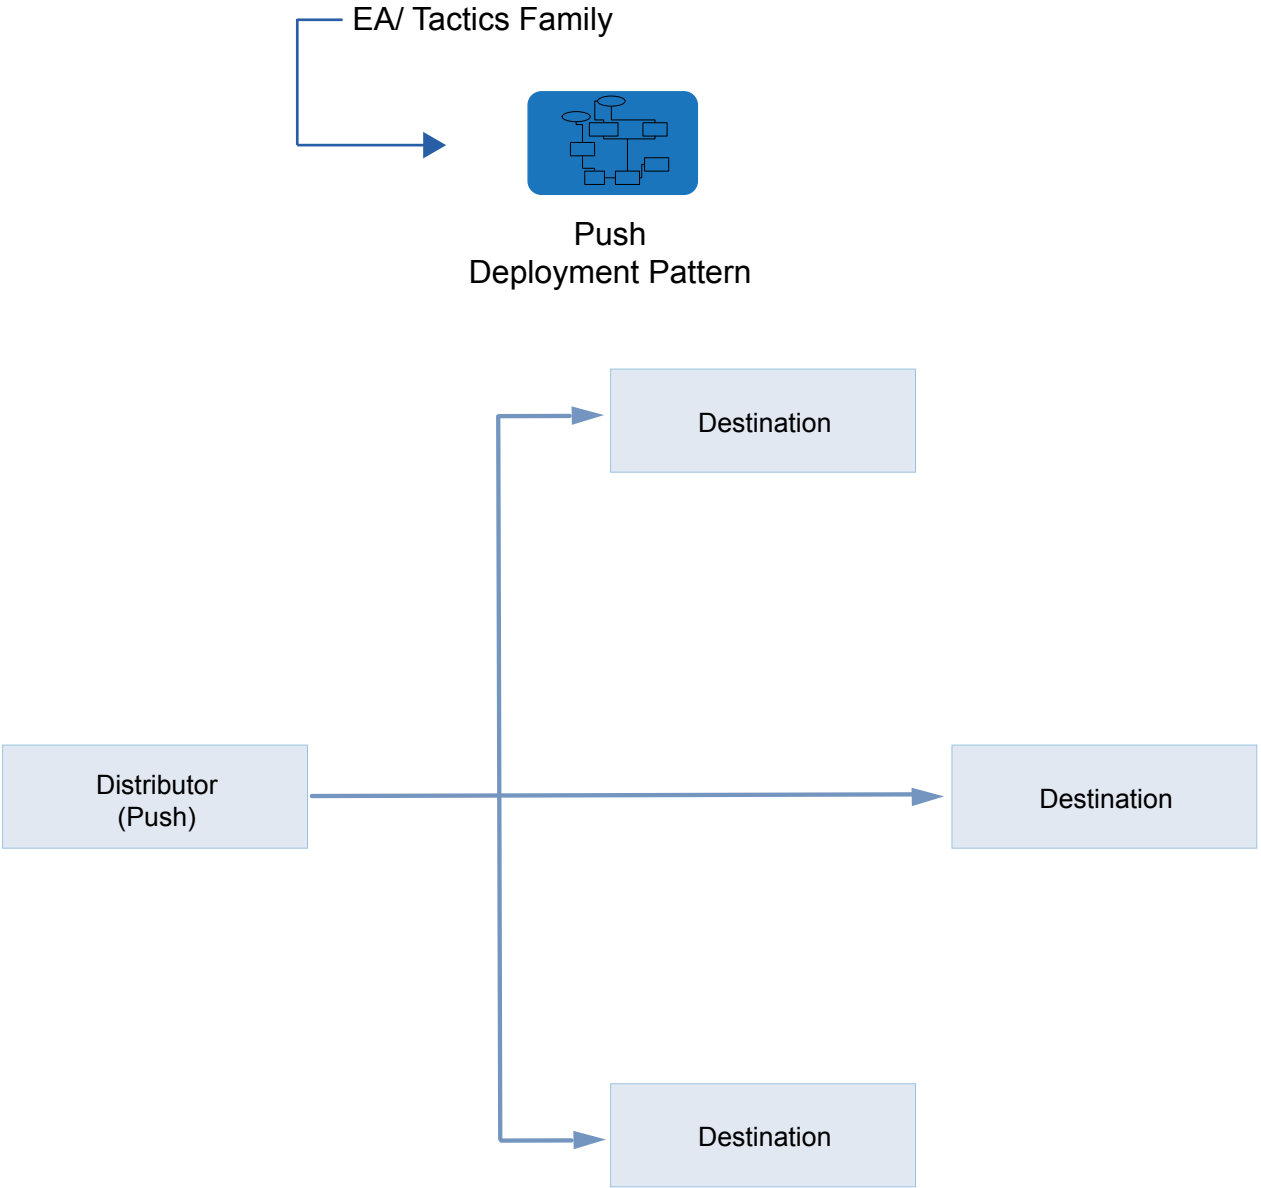 EA/ Tactics Family
Push
Deployment Pattern
Destination
Distributor
(Push)
Destination
Destination